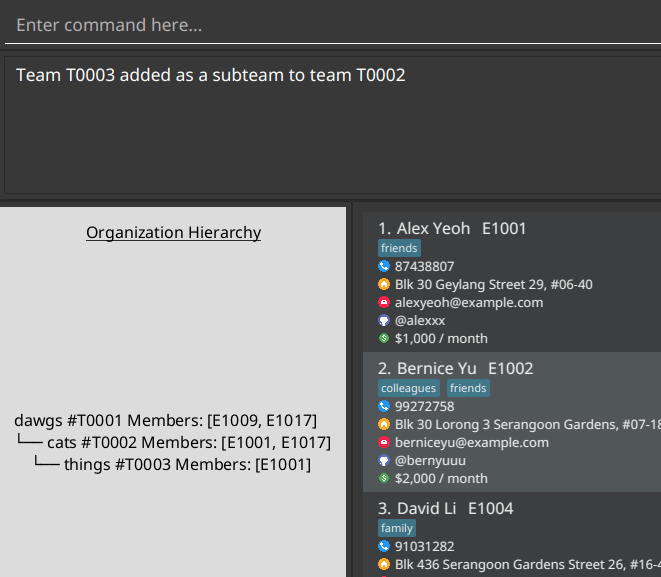 Enter command here...
Team T0003 added as a subteam to team T0002
Organization Hierarchy
dawgs #T0001 Members: [E1009, E1017]
└── cats #T0002 Members: [E1001, E1017]
└── things #T0003 Members: [E1001]
1. Alex Yeoh E1001
friends
87438807
Blk 30 Geylang Street 29, #06-40
alexyeoh@example.com
@alexxx
$1,000 / month
2. Bernice Yu E1002
colleagues friends
99272758
Blk 30 Lorong 3 Serangoon Gardens, #07-18
berniceyu@example.com
@bernyuuu
$2,000 / month
3. David Li E1004
family
91031282
Blk 436 Serangoon Gardens Street 26, #16-4